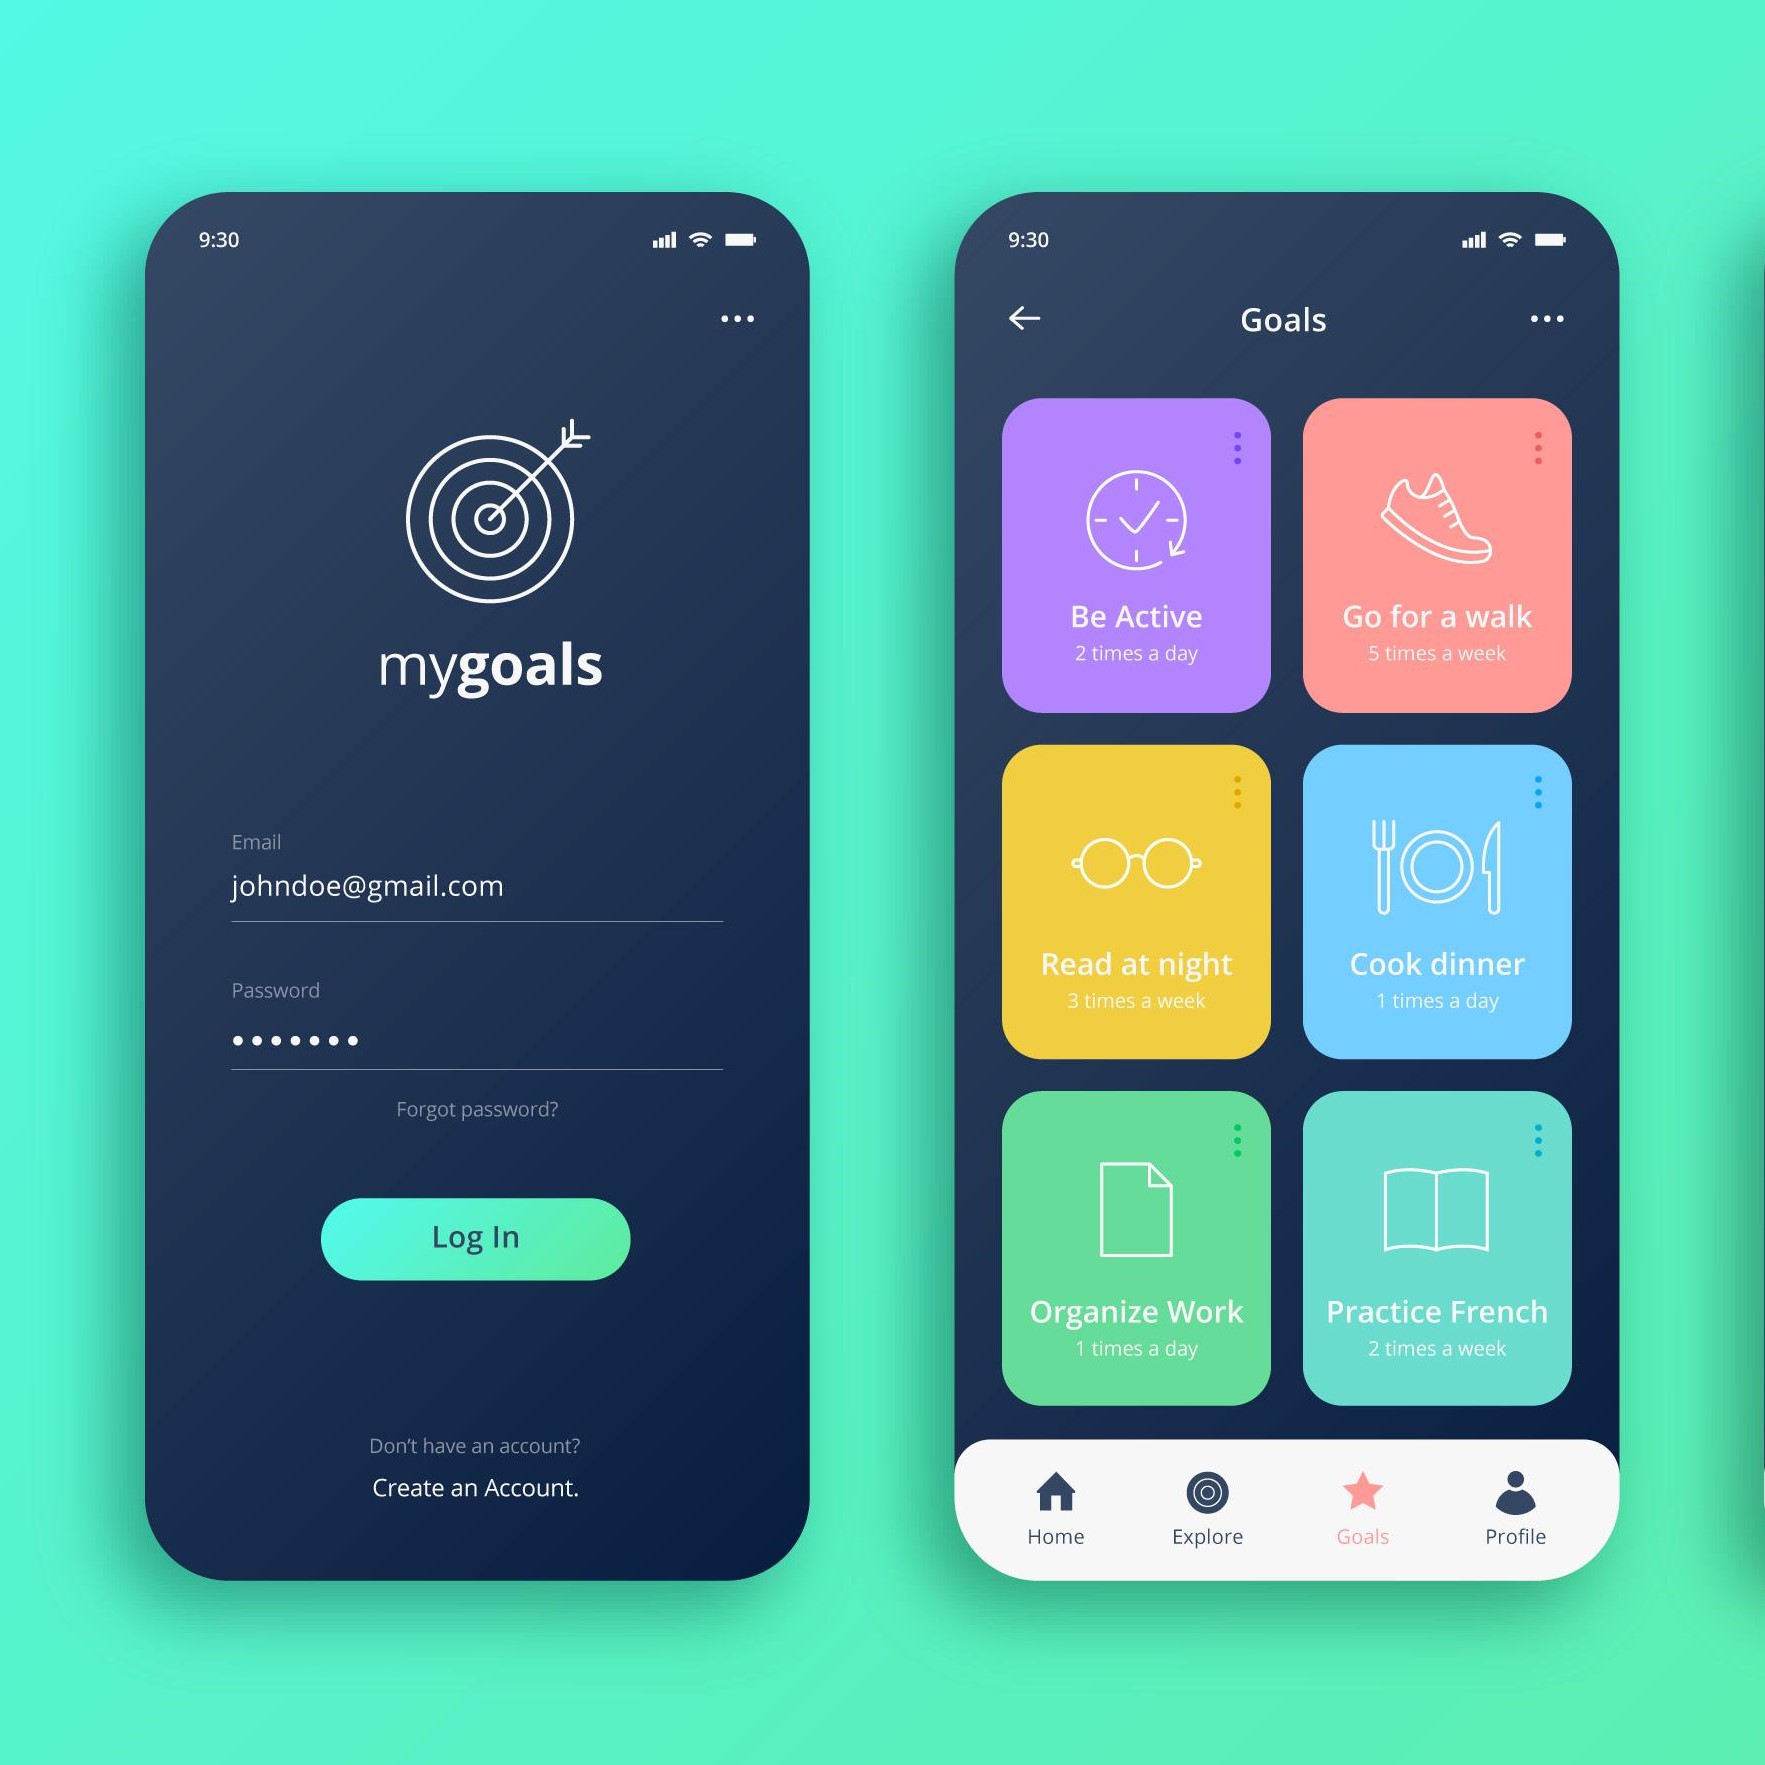 9:30
mygoals
Email
johndoe@gmail.com
Password
Forgot password?
Log In
Don't have an account?
Create an Account.
9:30
Goals
Be Active
2 times a day
Go for a walk
5 times a week
Read at night
3 times a week
Cook dinner
1 times a day
Organize Work
1 times a day
Practice French
2 times a week
Home
Explore
Goals
Profile